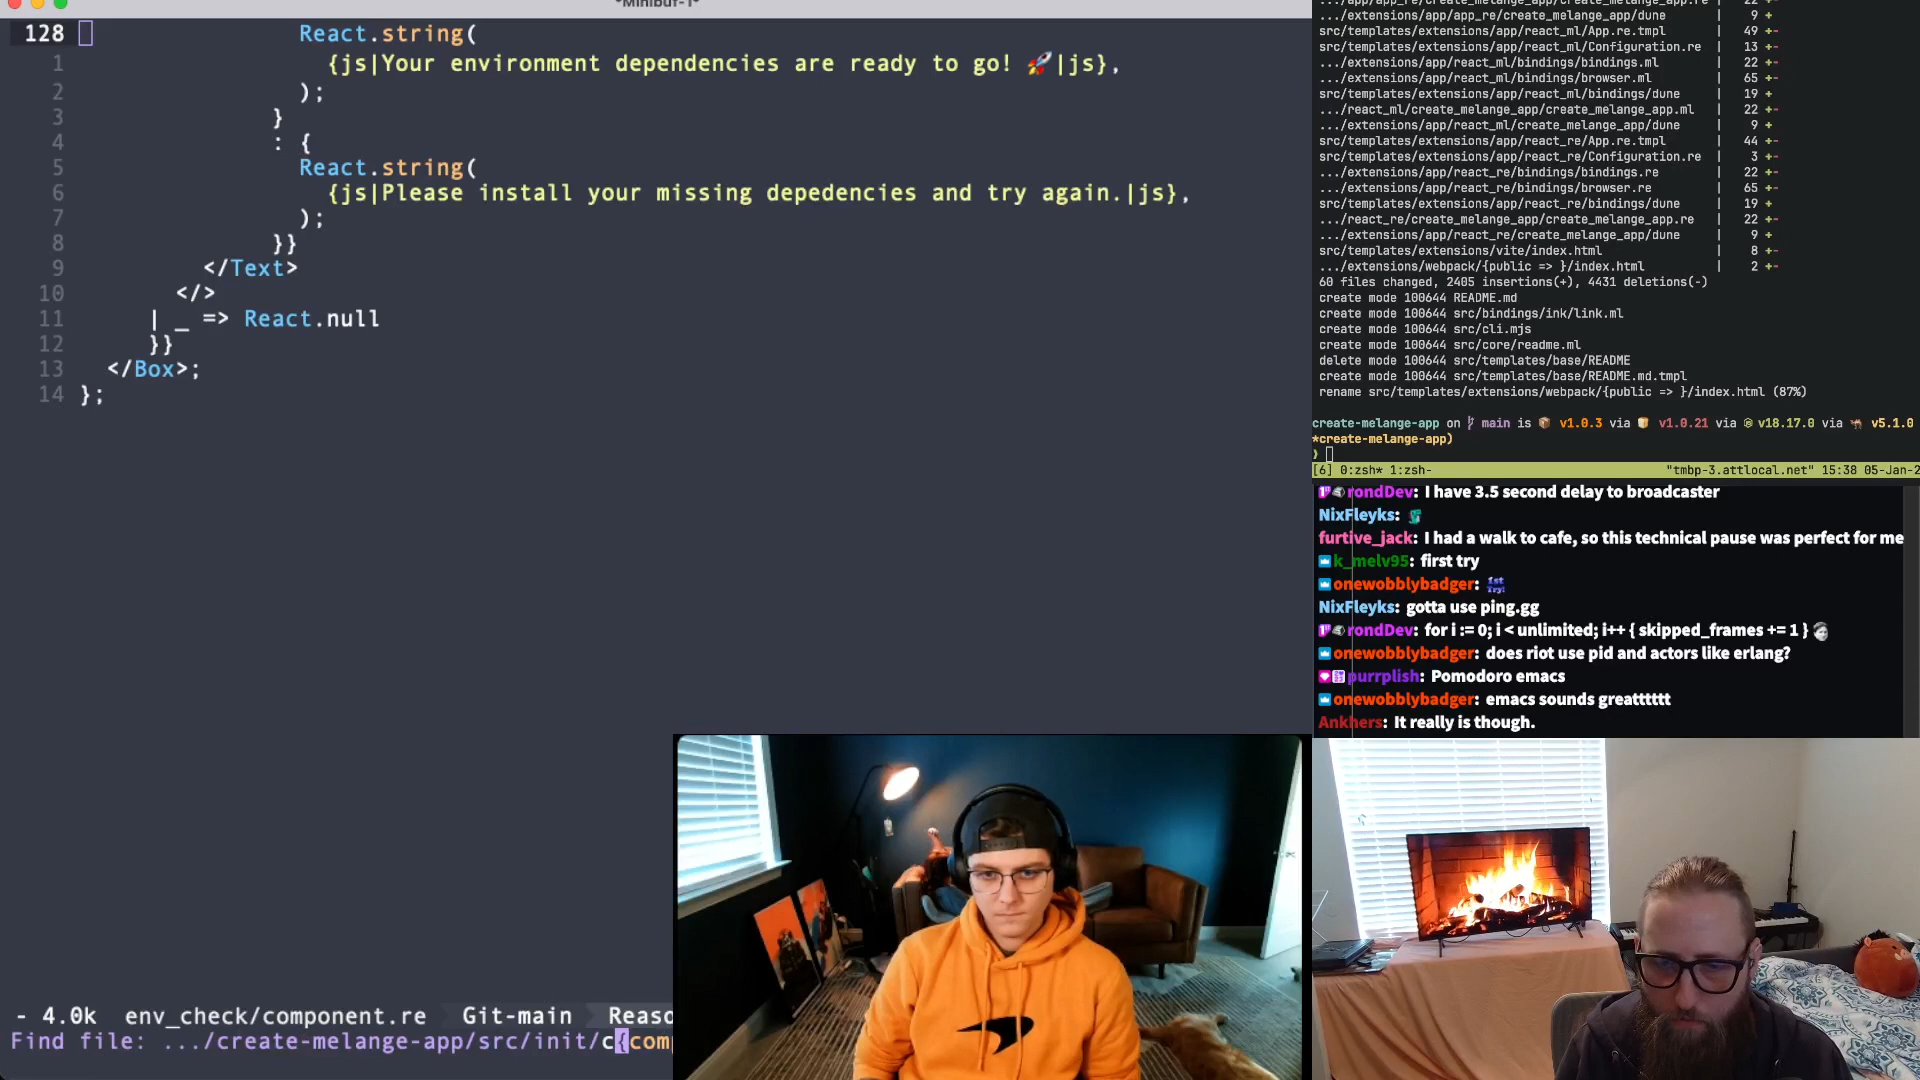 *Minibuf-1*
128 React.string(
1 {js|Your environment dependencies are ready to go! 🚀|js},
2 );
3 }
4 : {
5 React.string(
6 {js|Please install your missing depedencies and try again.|js},
7 );
8 }}
9 </Text>
10 </>
11 | _ => React.null
12 }}
13 </Box>;
14 };
- 4.0k env_check/component.re Git-main Reaso
Find file: .../create-melange-app/src/init/c{com
.../app/app_re/create_melange_app/create_melange_app.re | 22 +-
.../extensions/app/app_re/create_melange_app/dune | 9 +
src/templates/extensions/app/react_ml/App.re.tmpl | 49 +-
src/templates/extensions/app/react_ml/Configuration.re | 13 +-
.../extensions/app/react_ml/bindings/bindings.ml | 22 +-
.../extensions/app/react_ml/bindings/browser.ml | 65 +-
src/templates/extensions/app/react_ml/bindings/dune | 19 +
.../react_ml/create_melange_app/create_melange_app.ml | 22 +-
.../extensions/app/react_ml/create_melange_app/dune | 9 +
src/templates/extensions/app/react_re/App.re.tmpl | 44 +-
src/templates/extensions/app/react_re/Configuration.re | 3 +-
.../extensions/app/react_re/bindings/bindings.re | 22 +-
.../extensions/app/react_re/bindings/browser.re | 65 +-
src/templates/extensions/app/react_re/bindings/dune | 19 +
.../react_re/create_melange_app/create_melange_app.re | 22 +-
.../extensions/app/react_re/create_melange_app/dune | 9 +
src/templates/extensions/vite/index.html | 8 +-
.../extensions/webpack/{public => }/index.html | 2 +-
60 files changed, 2405 insertions(+), 4431 deletions(-)
create mode 100644 README.md
create mode 100644 src/bindings/ink/link.ml
create mode 100644 src/cli.mjs
create mode 100644 src/core/readme.ml
delete mode 100644 src/templates/base/README
create mode 100644 src/templates/base/README.md.tmpl
rename src/templates/extensions/webpack/{public => }/index.html (87%)
create-melange-app on main is 📦 v1.0.3 via v1.0.21 via v18.17.0 via 🐫 v5.1.0
*create-melange-app)
)
[6] 0:zsh* 1:zsh- "tmbp-3.attlocal.net" 15:38 05-Jan-2
rondDev: I have 3.5 second delay to broadcaster
NixFleyks:
furtive_jack: I had a walk to cafe, so this technical pause was perfect for me
k_melv95: first try
onewobblybadger: 1st Try!
NixFleyks: gotta use ping.gg
rondDev: for i := 0; i < unlimited; i++ { skipped_frames += 1 }
onewobblybadger: does riot use pid and actors like erlang?
purrplish: Pomodoro emacs
onewobblybadger: emacs sounds greatttttt
Ankhers: It really is though.